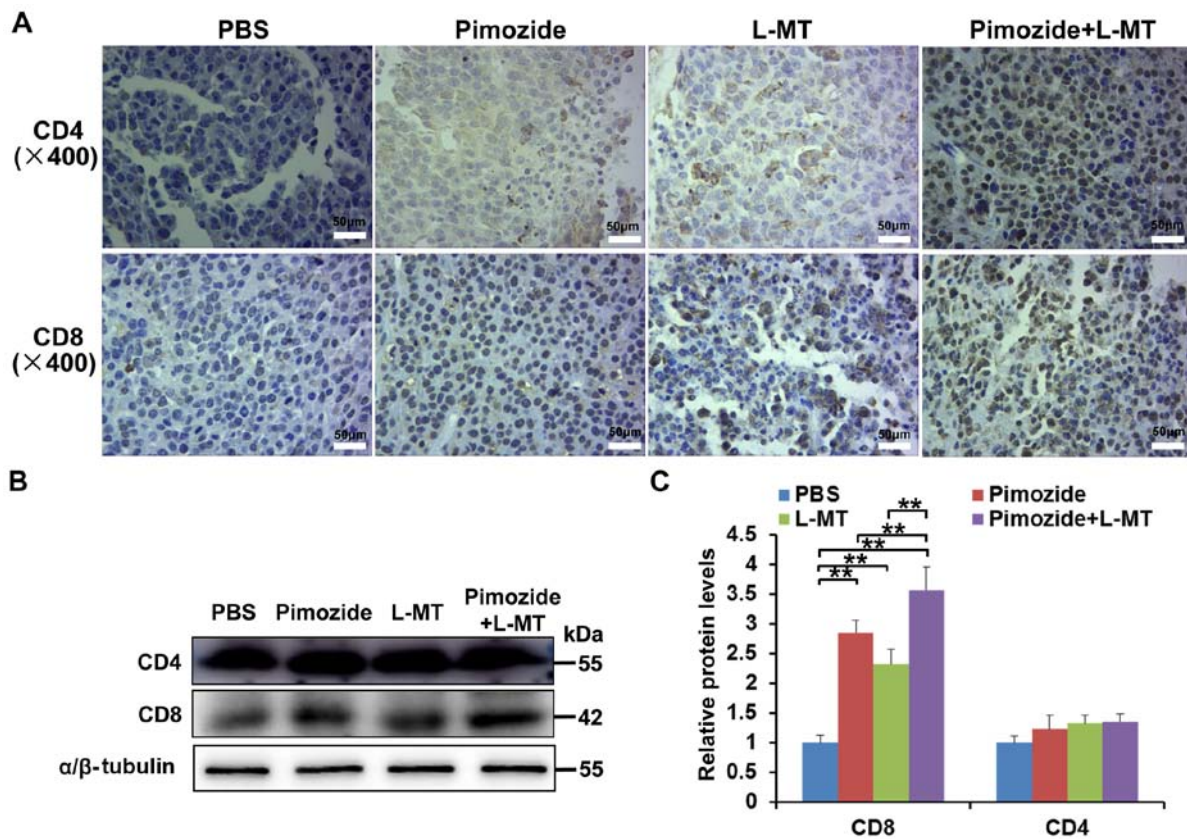 A
PBS Pimozide L-MT Pimozide+L-MT
CD4
(×400)
50μm 50μm 50μm 50μm
CD8
(×400)
50μm 50μm 50μm 50μm
B
PBS Pimozide L-MT Pimozide
+L-MT kDa
CD4 55
CD8 42
α/β-tubulin 55
C
PBS Pimozide
L-MT Pimozide+L-MT
Relative protein levels
4.5
4
3.5
3
2.5
2
1.5
1
0.5
0
**
**
**
**
**
CD8 CD4